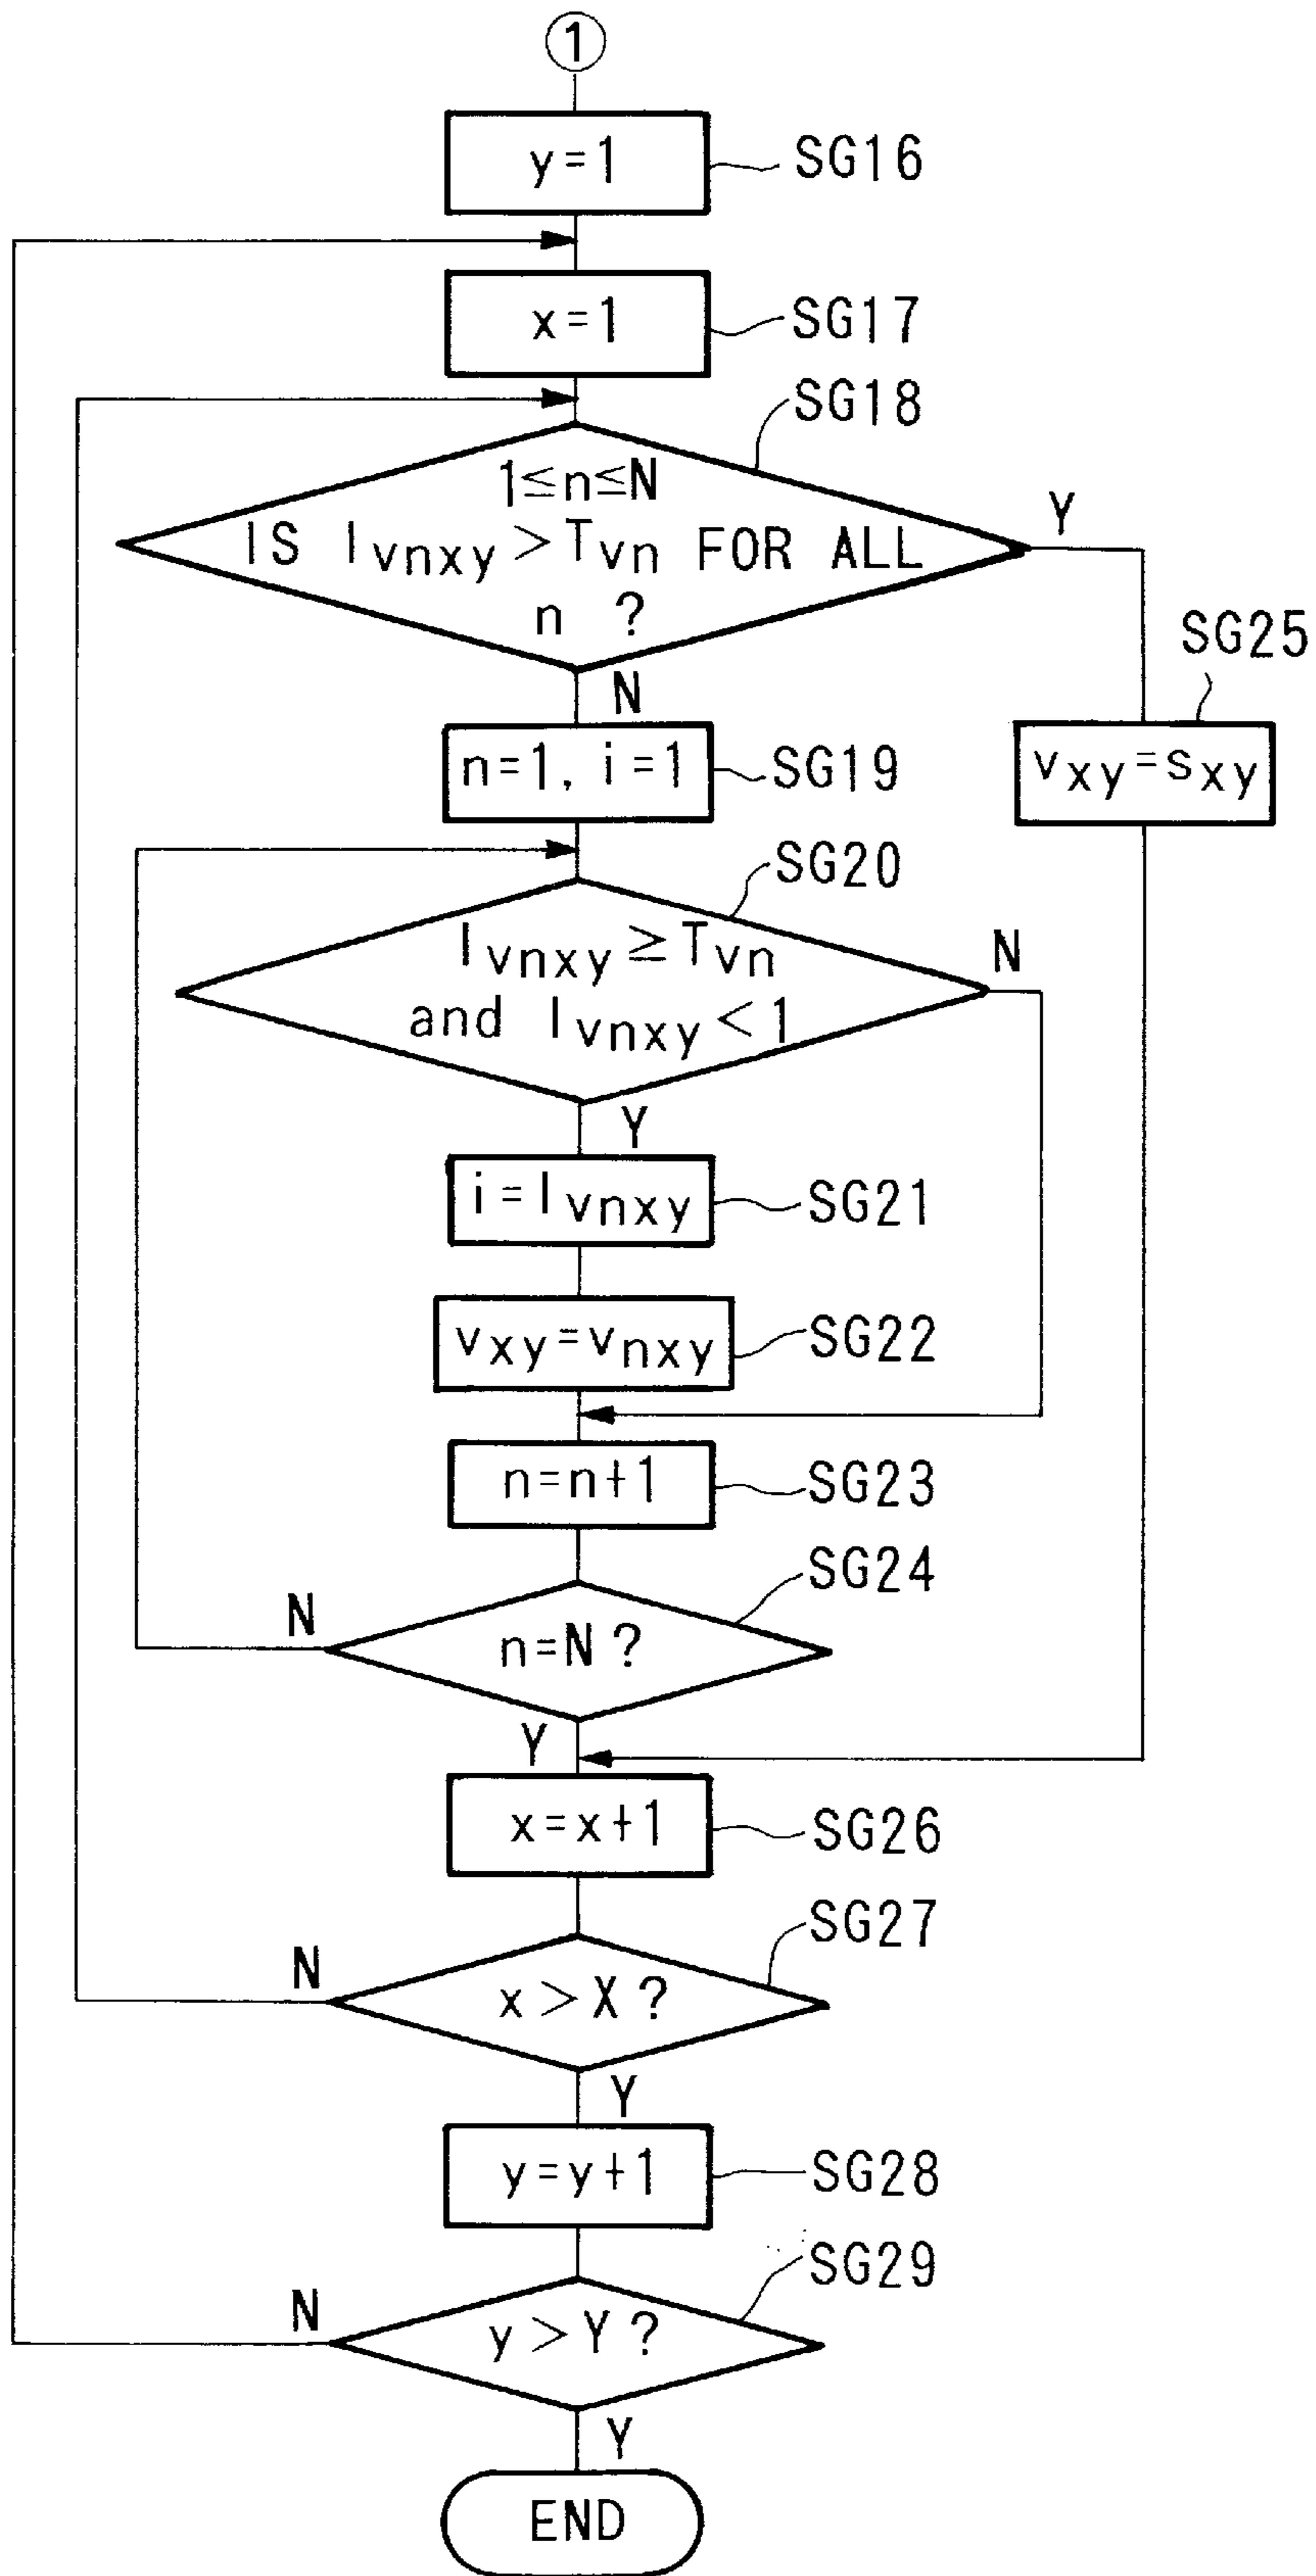 1
y=1
SG16
x=1
SG17
SG18
1≦n≦N
IS Ivnxy>Tvn FOR ALL
n ?
Y
N
SG25
vxy=sxy
n=1, i=1
SG19
SG20
Ivnxy≧Tvn
and Ivnxy<1
N
Y
i=Ivnxy
SG21
vxy=vnxy
SG22
n=n+1
SG23
SG24
n=N?
N
Y
x=x+1
SG26
SG27
x>X?
N
Y
y=y+1
SG28
SG29
y>Y?
N
Y
END